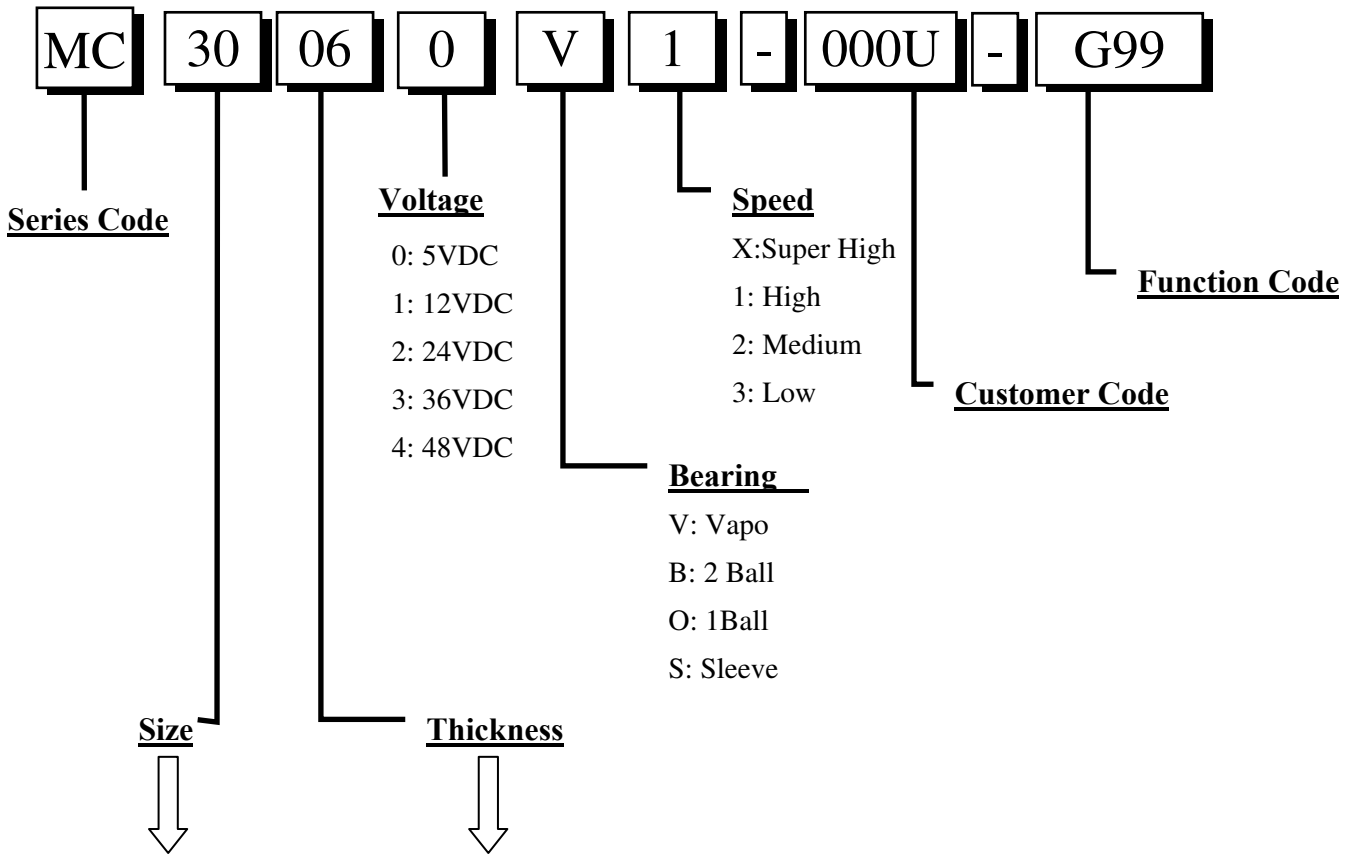 MC 30 06 0 V 1 - 000U - G99
Series Code
Voltage
0: 5VDC
1: 12VDC
2: 24VDC
3: 36VDC
4: 48VDC
Speed
X:Super High
1: High
2: Medium
3: Low
Function Code
Customer Code
Bearing
V: Vapo
B: 2 Ball
O: 1Ball
S: Sleeve
Size
Thickness